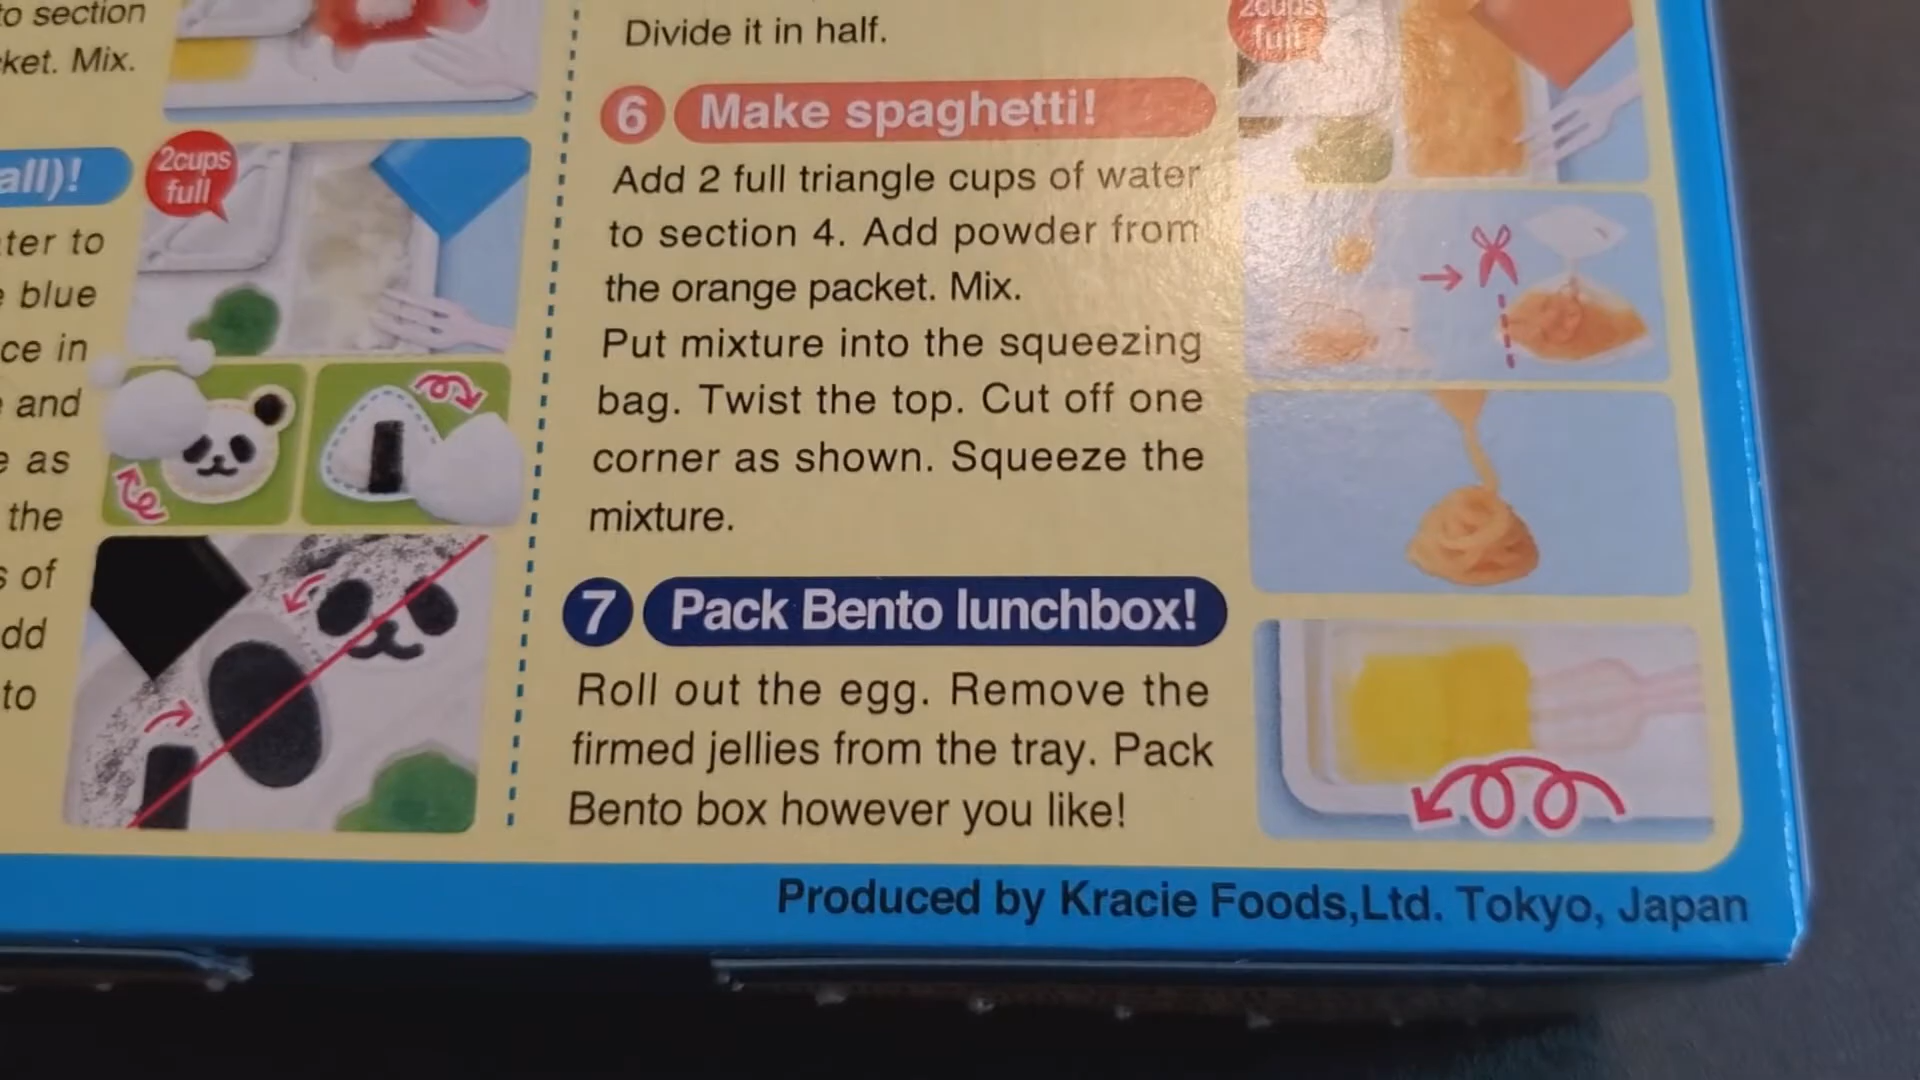 to section
ket. Mix.
all)!
2cups
full
ter to
blue
ce in
and
as
the
s of
dd
to
Divide it in half.
2cups
full
6 Make spaghetti!
Add 2 full triangle cups of water
to section 4. Add powder from
the orange packet. Mix.
Put mixture into the squeezing
bag. Twist the top. Cut off one
corner as shown. Squeeze the
mixture.
7 Pack Bento lunchbox!
Roll out the egg. Remove the
firmed jellies from the tray. Pack
Bento box however you like!
Produced by Kracie Foods,Ltd. Tokyo, Japan